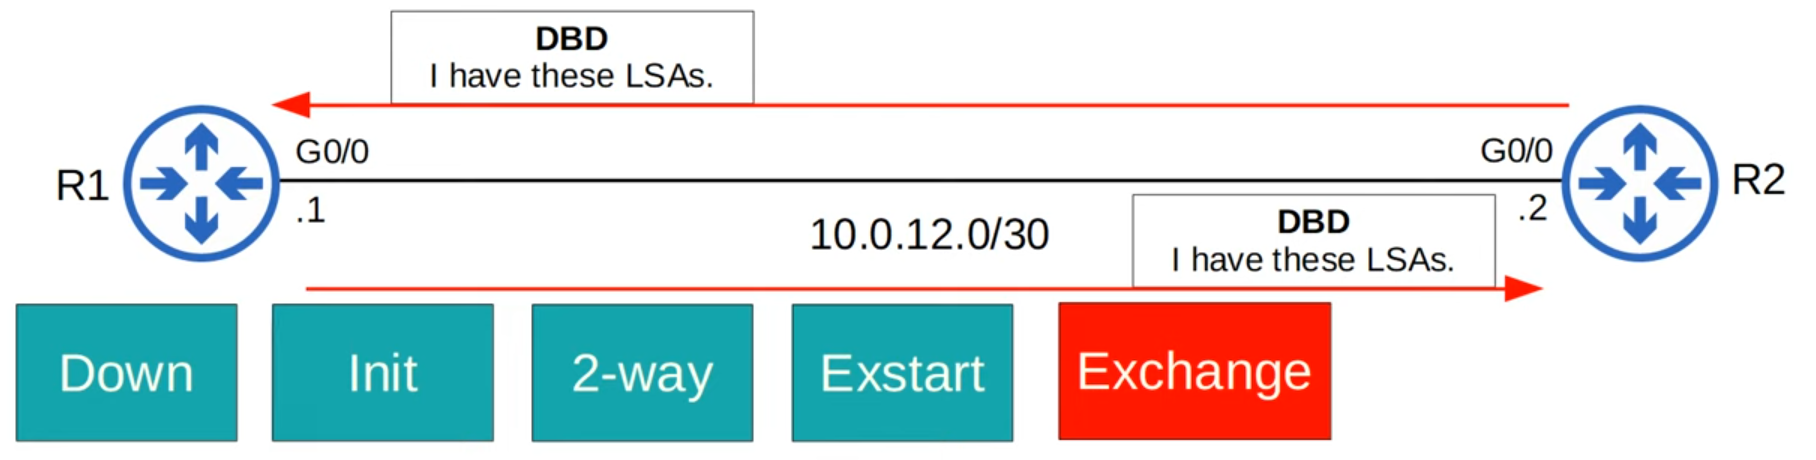 DBD
I have these LSAs.
G0/0
G0/0
R1
R2
.1
.2
10.0.12.0/30
DBD
I have these LSAs.
Down
Init
2-way
Exstart
Exchange